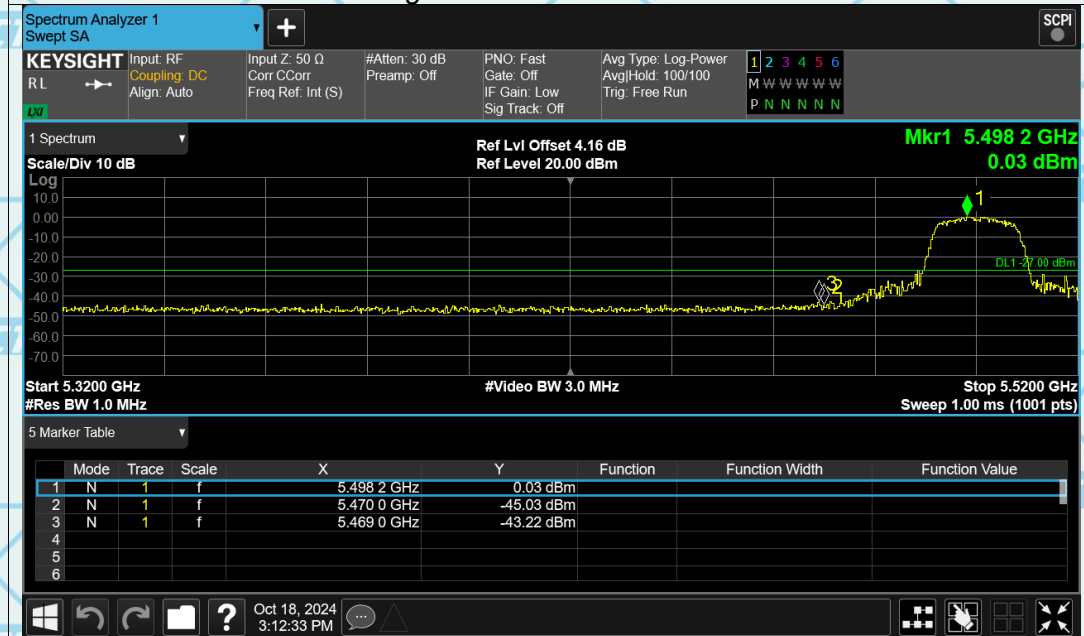 Spectrum Analyzer 1
Swept SA
+
SCPI
KEYSIGHT
RL
LXI
Input: RF
Coupling: DC
Align: Auto
Input Z: 50 Ω
Corr CCorr
Freq Ref: Int (S)
#Atten: 30 dB
Preamp: Off
PNO: Fast
Gate: Off
IF Gain: Low
Sig Track: Off
Avg Type: Log-Power
Avg|Hold: 100/100
Trig: Free Run
1 2 3 4 5 6
M W W W W W
P N N N N N
1 Spectrum
Scale/Div 10 dB
Ref Lvl Offset 4.16 dB
Ref Level 20.00 dBm
Mkr1 5.498 2 GHz
0.03 dBm
Log
10.0
0.00
-10.0
-20.0
-30.0
-40.0
-50.0
-60.0
-70.0
1
DL1 -27.00 dBm
3
2
Start 5.3200 GHz
#Res BW 1.0 MHz
#Video BW 3.0 MHz
Stop 5.5200 GHz
Sweep 1.00 ms (1001 pts)
5 Marker Table
Mode Trace Scale X Y Function Function Width Function Value
1 N 1 f 5.498 2 GHz 0.03 dBm
2 N 1 f 5.470 0 GHz -45.03 dBm
3 N 1 f 5.469 0 GHz -43.22 dBm
4
5
6
?
Oct 18, 2024
3:12:33 PM